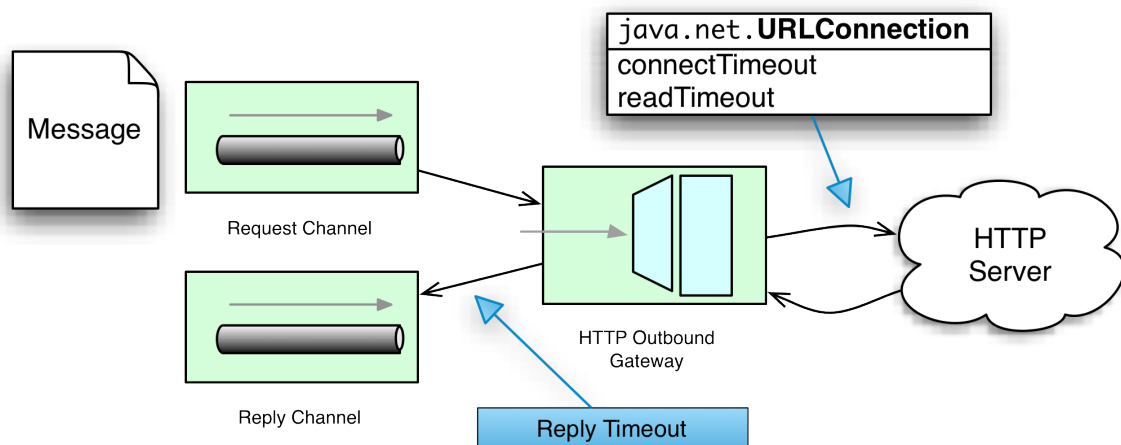 java.net.URLConnection
connectTimeout
readTimeout
Message
Request Channel
HTTP
Server
HTTP Outbound
Gateway
Reply Channel
Reply Timeout